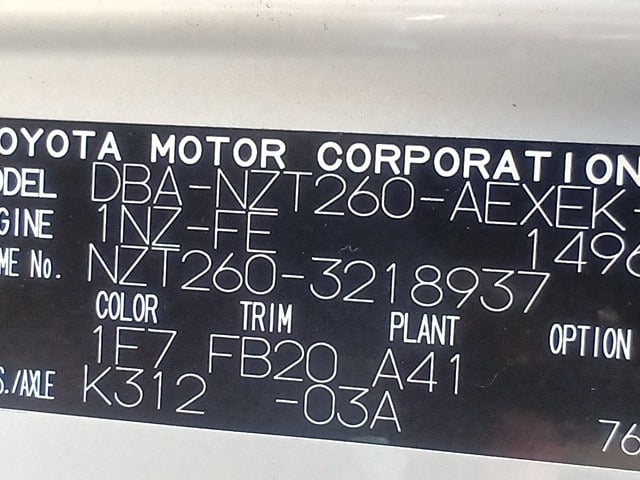 OYOTA MOTOR CORPORATION
ODEL DBA-NZT260-AEXEK
GINE 1NZ-FE 1496
ME No. NZT260-3218937
COLOR TRIM PLANT OPTION
1F7 FB20 A41
S./AXLE K312 -03A 76